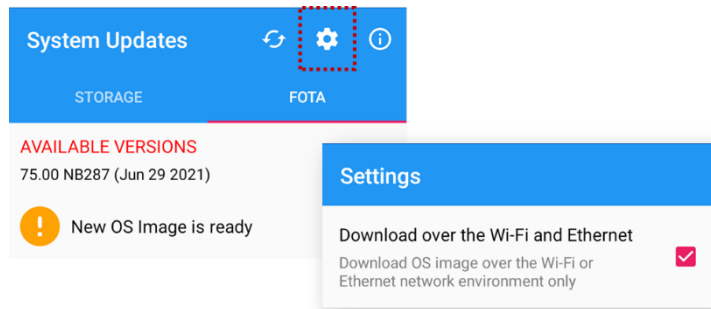 System Updates
STORAGE
FOTA
AVAILABLE VERSIONS
75.00 NB287 (Jun 29 2021)
New OS Image is ready
Settings
Download over the Wi-Fi and Ethernet
Download OS image over the Wi-Fi or
Ethernet network environment only